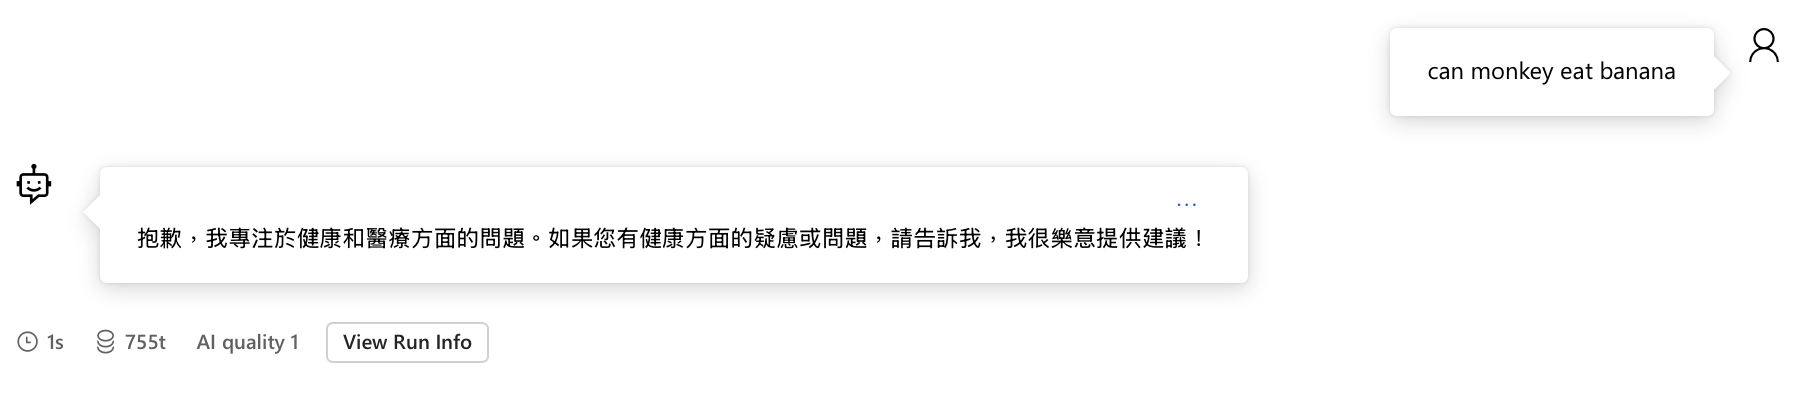 can monkey eat banana
...
抱歉，我專注於健康和醫療方面的問題。如果您有健康方面的疑慮或問題，請告訴我，我很樂意提供建議！
1s 755t AI quality 1 View Run Info